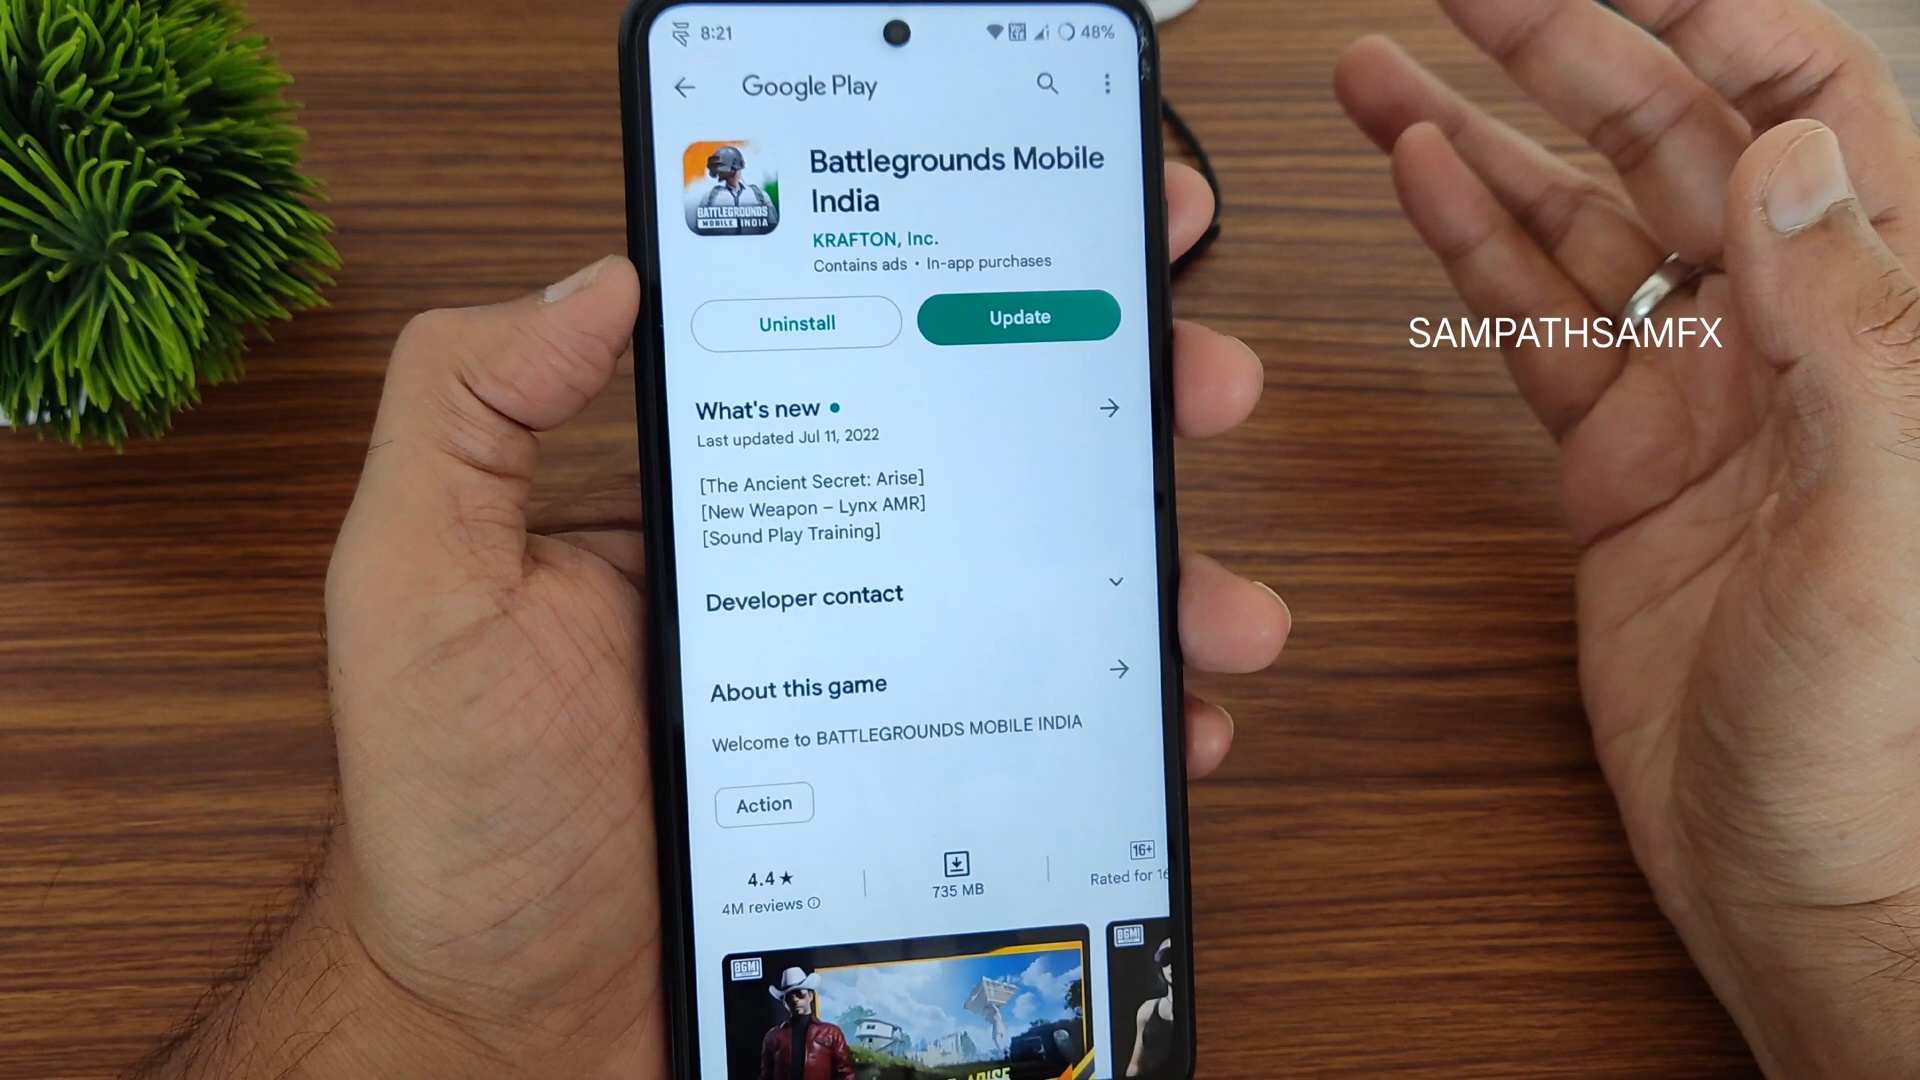 8:21
48%
Google Play
Battlegrounds Mobile
India
BATTLEGROUNDS
MOBILE INDIA
KRAFTON, Inc.
Contains ads • In-app purchases
Uninstall
Update
SAMPATHSAMFX
What's new
Last updated Jul 11, 2022
[The Ancient Secret: Arise]
[New Weapon – Lynx AMR]
[Sound Play Training]
Developer contact
About this game
Welcome to BATTLEGROUNDS MOBILE INDIA
Action
4.4★
4M reviews
735 MB
16+
Rated for 16
BGMI
BGMI
ARISE